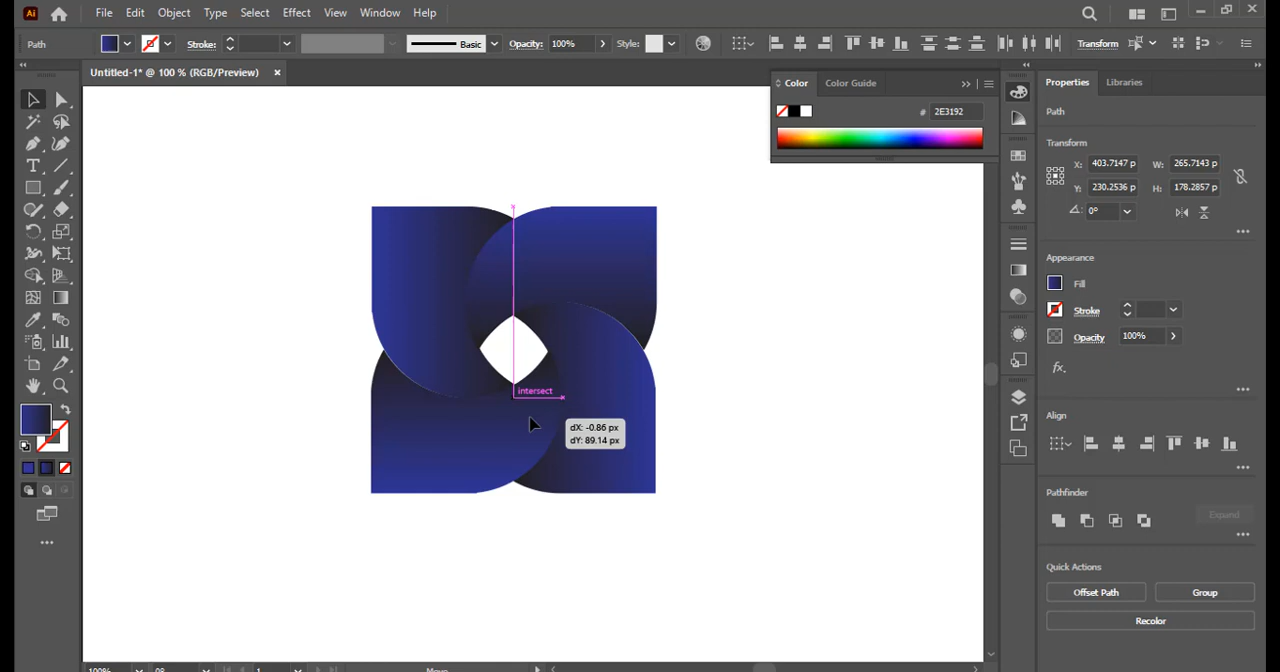 Ai File Edit Object Type Select Effect View Window Help
Path Stroke: Basic Opacity: 100% Style: Transform
Untitled-1* @ 100 % (RGB/Preview) ×
Color Color Guide
# 2E3192
Properties Libraries
Path
Transform
X: 403.7147 p W: 265.7143 p
Y: 230.2536 p H: 178.2857 p
0°
Appearance
Fill
Stroke
Opacity 100%
fx.
Align
Pathfinder
Expand
Quick Actions
Offset Path Group
Recolor
intersect
dX: -0.86 px
dY: 89.14 px
100% 0° 1 Move